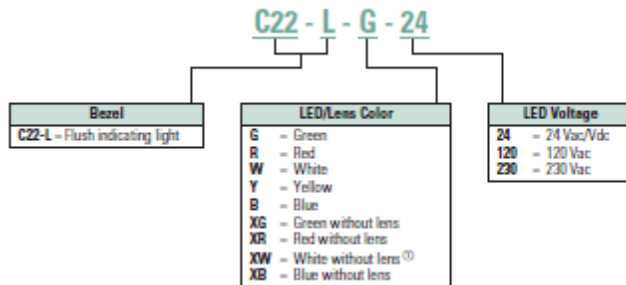 C22 - L - G - 24
Bezel
C22-L – Flush indicating light
LED/Lens Color
G – Green
R – Red
W – White
Y – Yellow
B – Blue
XG – Green without lens
XR – Red without lens
XW – White without lens ①
XB – Blue without lens
LED Voltage
24 – 24 Vac/Vdc
120 – 120 Vac
230 – 230 Vac